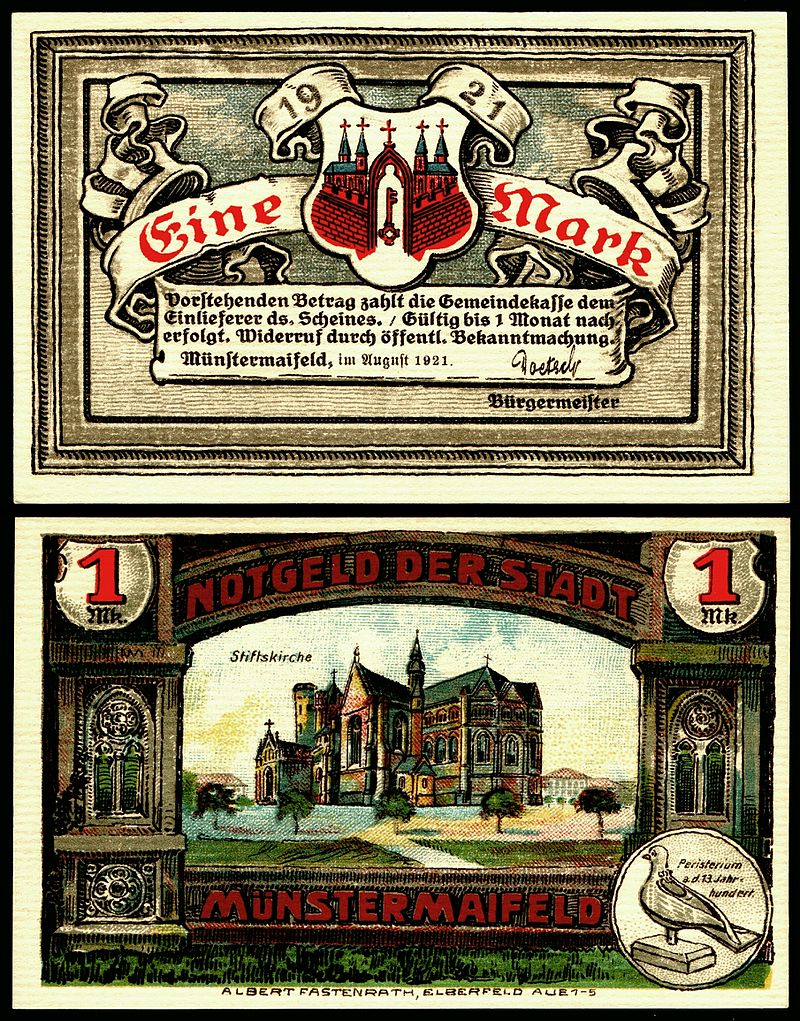 1921
Eine Mark
Vorstehenden Betrag zahlt die Gemeindekasse dem
Einlieferer ds. Scheines. / Gültig bis 1 Monat nach
erfolgt. Widerruf durch öffentl. Bekanntmachung.
Münstermaifeld, im August 1921.
Bürgermeister
1 Mk.
1 Mk.
NOTGELD DER STADT
Stiftskirche
Peristerium
a.d. 13. Jahr-
hundert.
MÜNSTERMAIFELD
ALBERT FASTENRATH, ELBERFELD AUE 1-5